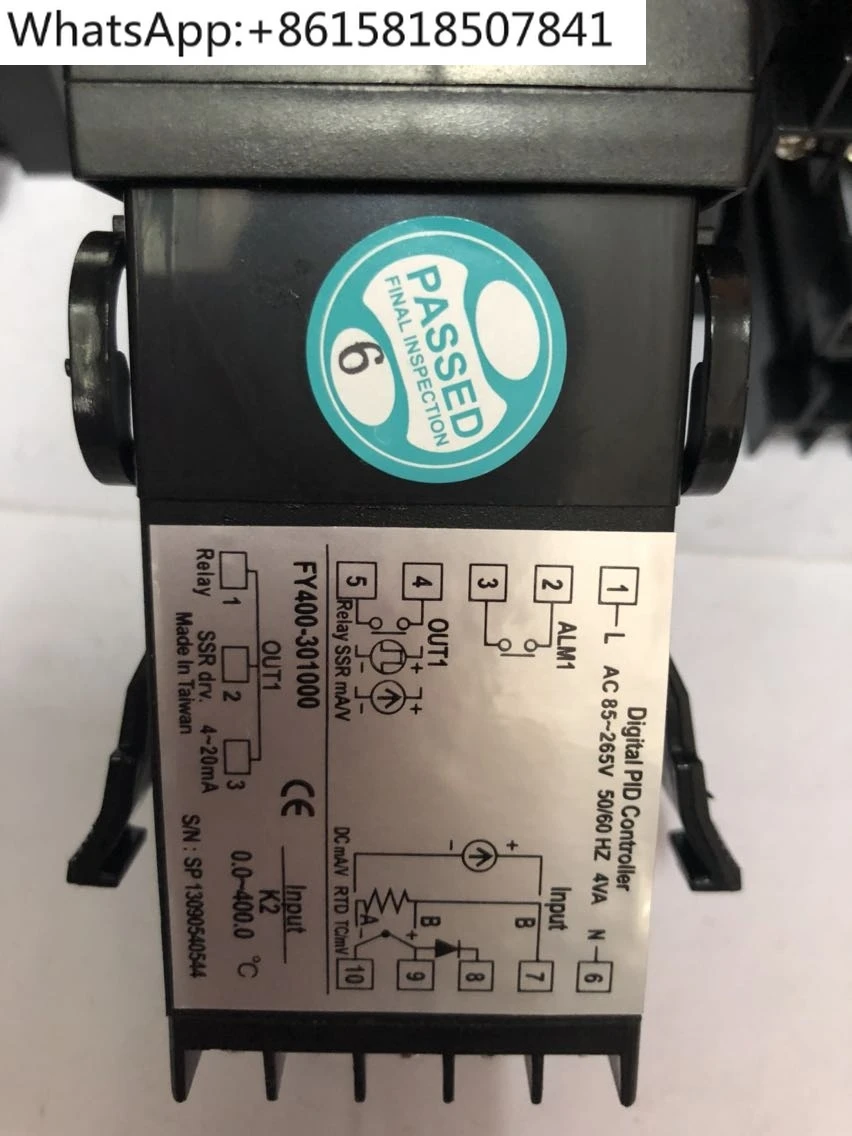 WhatsApp:+8615818507841
PASSED
FINAL INSPECTION
6
Digital PID Controller
1 L AC 85~265V 50/60 HZ 4VA N 6
2 ALM1
3
Input
B 7
8
4 OUT1
+ +
- -
5 Relay SSR mA/V
+ -
B
+ 9
A -
DC mA/V RTD TC/mV 10
FY400-301000
CE
Input
K2
0.0~400.0 °C
OUT1
1 2 3
Relay SSR drv. 4~20mA
Made In Taiwan S/N : SP 13090540544